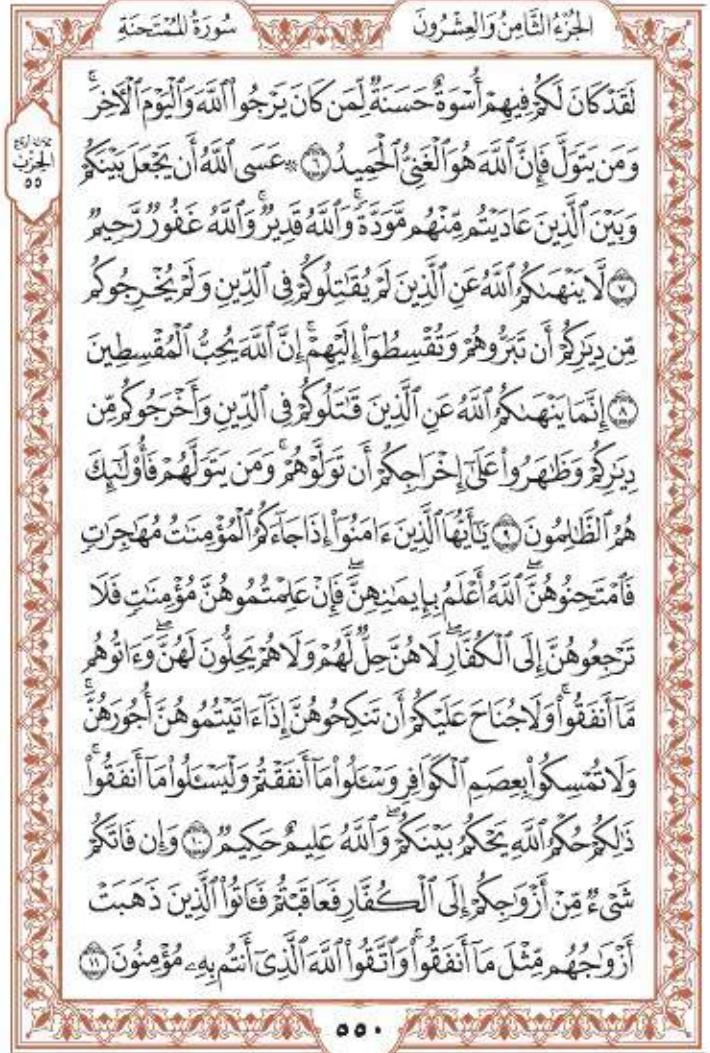 سُورَةُ المُمْتَحنَةِ
الجُزْءُ الثَّامِنُ وَالعِشْرُونَ
لَقَدْ كَانَ لَكُمْ فِيهِمْ أُسْوَةٌ حَسَنَةٌ لِّمَن كَانَ يَرْجُوا۟ ٱللَّهَ وَٱلْيَوْمَ ٱلْأَخِرَ ۚ
وَمَن يَتَوَلَّ فَإِنَّ ٱللَّهَ هُوَ ٱلْغَنِىُّ ٱلْحَمِيدُ ٦ ۞ عَسَى ٱللَّهُ أَن يَجْعَلَ بَيْنَكُمْ
وَبَيْنَ ٱلَّذِينَ عَادَيْتُم مِّنْهُم مَّوَدَّةً ۚ وَٱللَّهُ قَدِيرٌ ۚ وَٱللَّهُ غَفُورٌ رَّحِيمٌ
٧ لَّا يَنْهَىٰكُمُ ٱللَّهُ عَنِ ٱلَّذِينَ لَمْ يُقَٰتِلُوكُمْ فِى ٱلدِّينِ وَلَمْ يُخْرِجُوكُم
مِّن دِيَٰرِكُمْ أَن تَبَرُّوهُمْ وَتُقْسِطُوٓا۟ إِلَيْهِمْ ۚ إِنَّ ٱللَّهَ يُحِبُّ ٱلْمُقْسِطِينَ
٨ إِنَّمَا يَنْهَىٰكُمُ ٱللَّهُ عَنِ ٱلَّذِينَ قَٰتَلُوكُمْ فِى ٱلدِّينِ وَأَخْرَجُوكُم مِّن
دِيَٰرِكُمْ وَظَٰهَرُوا۟ عَلَىٰٓ إِخْرَاجِكُمْ أَن تَوَلَّوْهُمْ ۚ وَمَن يَتَوَلَّهُمْ فَأُو۟لَٰٓئِكَ
هُمُ ٱلظَّٰلِمُونَ ٩ يَٰٓأَيُّهَا ٱلَّذِينَ ءَامَنُوٓا۟ إِذَا جَآءَكُمُ ٱلْمُؤْمِنَٰتُ مُهَٰجِرَٰتٍ
فَٱمْتَحِنُوهُنَّ ۖ ٱللَّهُ أَعْلَمُ بِإِيمَٰنِهِنَّ ۖ فَإِنْ عَلِمْتُمُوهُنَّ مُؤْمِنَٰتٍ فَلَا
تَرْجِعُوهُنَّ إِلَى ٱلْكُفَّارِ ۖ لَا هُنَّ حِلٌّ لَّهُمْ وَلَا هُمْ يَحِلُّونَ لَهُنَّ ۖ وَءَاتُوهُم
مَّآ أَنفَقُوا۟ ۚ وَلَا جُنَاحَ عَلَيْكُمْ أَن تَنكِحُوهُنَّ إِذَآ ءَاتَيْتُمُوهُنَّ أُجُورَهُنَّ ۚ
وَلَا تُمْسِكُوا۟ بِعِصَمِ ٱلْكَوَافِرِ وَسْـَٔلُوا۟ مَآ أَنفَقْتُمْ وَلْيَسْـَٔلُوا۟ مَآ أَنفَقُوا۟ ۚ
ذَٰلِكُمْ حُكْمُ ٱللَّهِ يَحْكُمُ بَيْنَكُمْ ۖ وَٱللَّهُ عَلِيمٌ حَكِيمٌ ١٠ وَإِن فَاتَكُمْ
شَىْءٌ مِّنْ أَزْوَٰجِكُمْ إِلَى ٱلْكُفَّارِ فَعَاقَبْتُمْ فَـَٔاتُوا۟ ٱلَّذِينَ ذَهَبَتْ
أَزْوَٰجُهُم مِّثْلَ مَآ أَنفَقُوا۟ ۚ وَٱتَّقُوا۟ ٱللَّهَ ٱلَّذِىٓ أَنتُم بِهِۦ مُؤْمِنُونَ ١١
الحِزْب
٥٥
٥٥٠